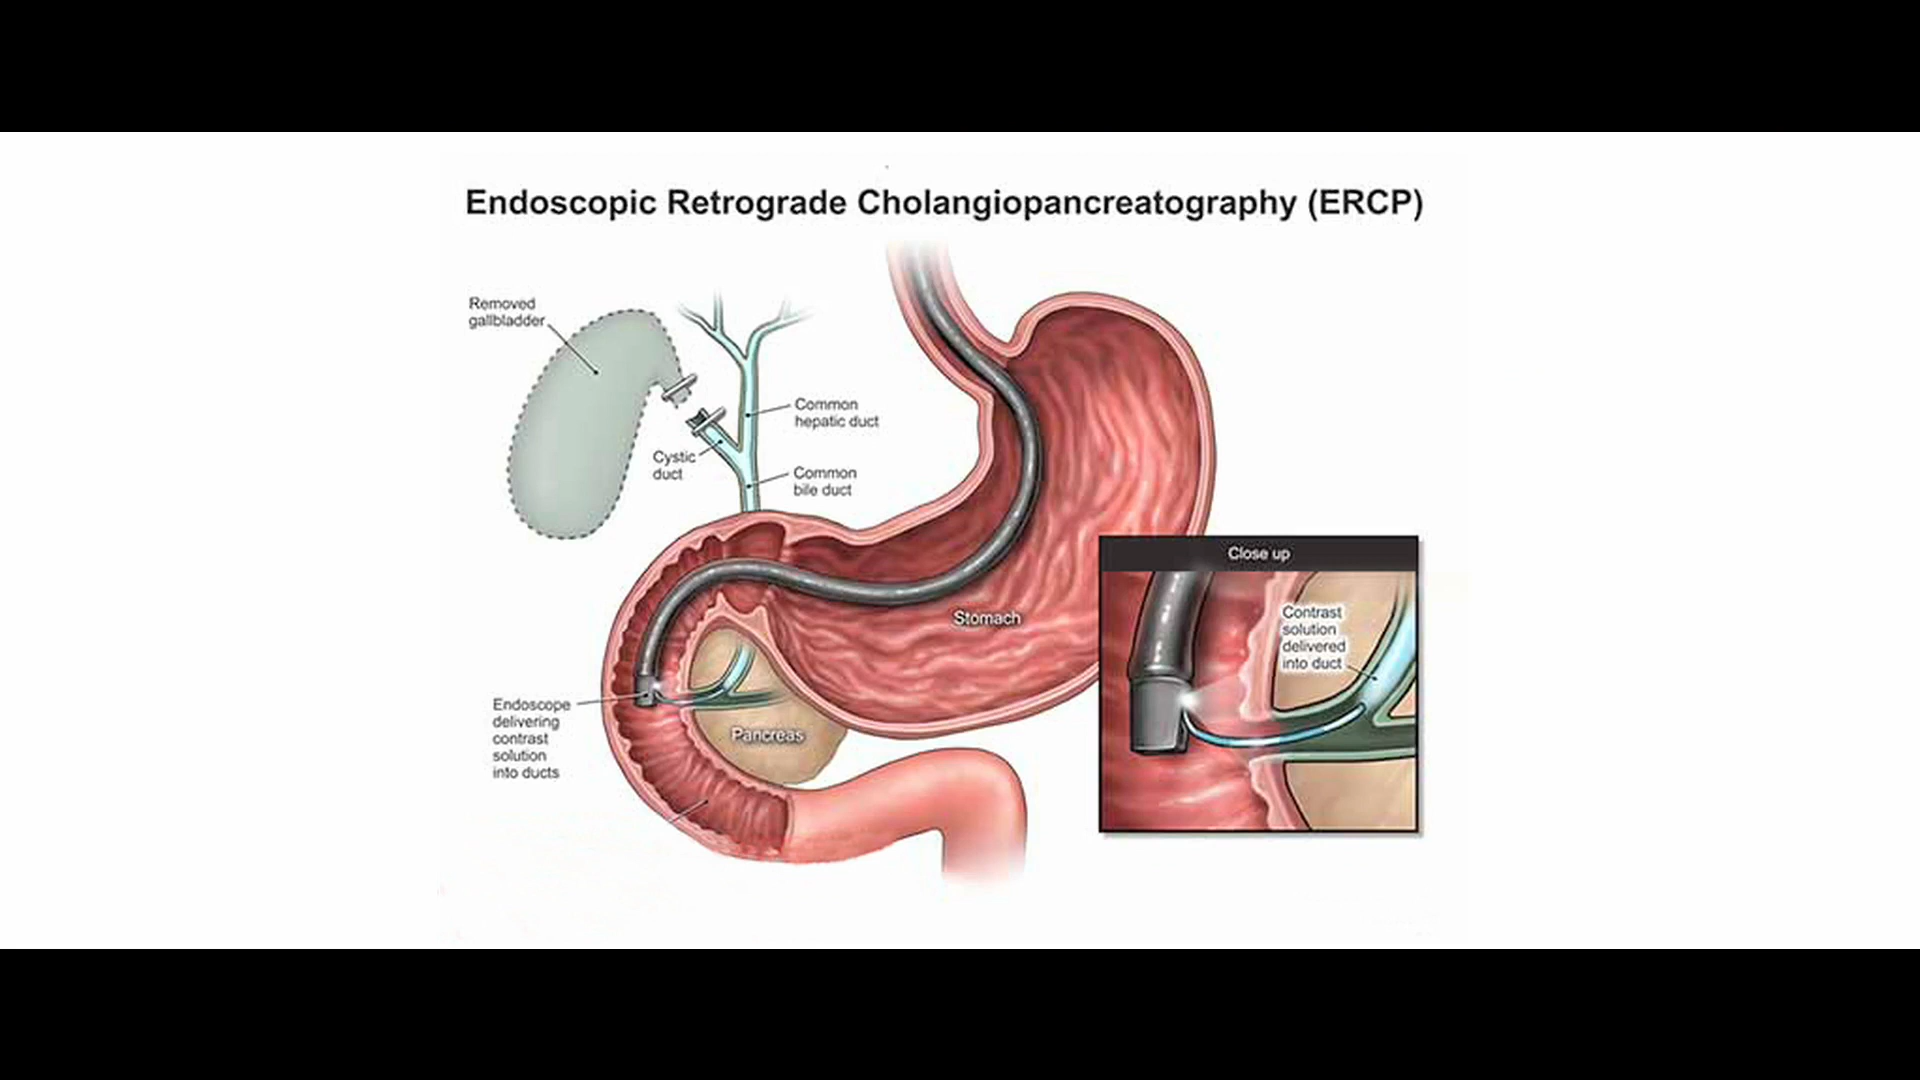 Endoscopic Retrograde Cholangiopancreatography (ERCP)
Removed
gallbladder
Common
hepatic duct
Cystic
duct
Common
bile duct
Stomach
Endoscope
delivering
contrast
solution
into ducts
Pancreas
Close up
Contrast
solution
delivered
into duct